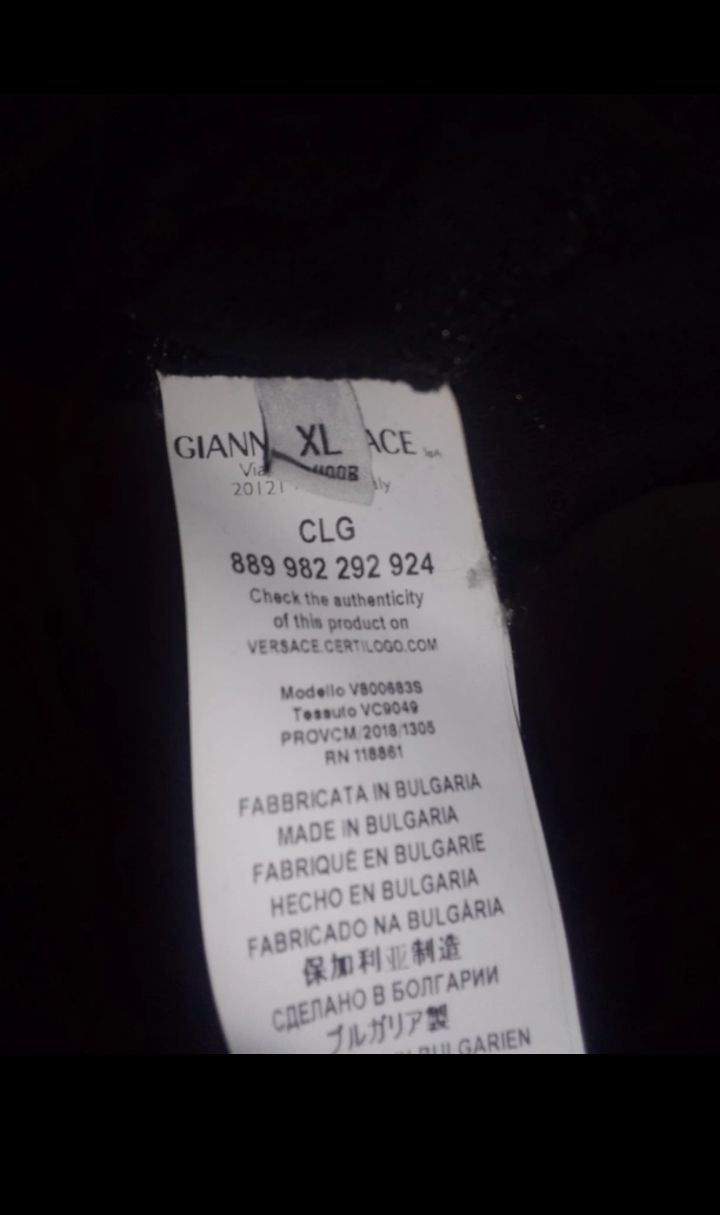 XL
GIANN ACE SpA
Via
20121 aly
CLG
889 982 292 924
Check the authenticity
of this product on
VERSACE.CERTILOGO.COM
Modello V800683S
Tessuto VC9049
PROVCM/2018/1305
RN 118861
FABBRICATA IN BULGARIA
MADE IN BULGARIA
FABRIQUÉ EN BULGARIE
HECHO EN BULGARIA
FABRICADO NA BULGÁRIA
保加利亚制造
СДЕЛАНО В БОЛГАРИИ
ブルガリア製
IN BULGARIEN